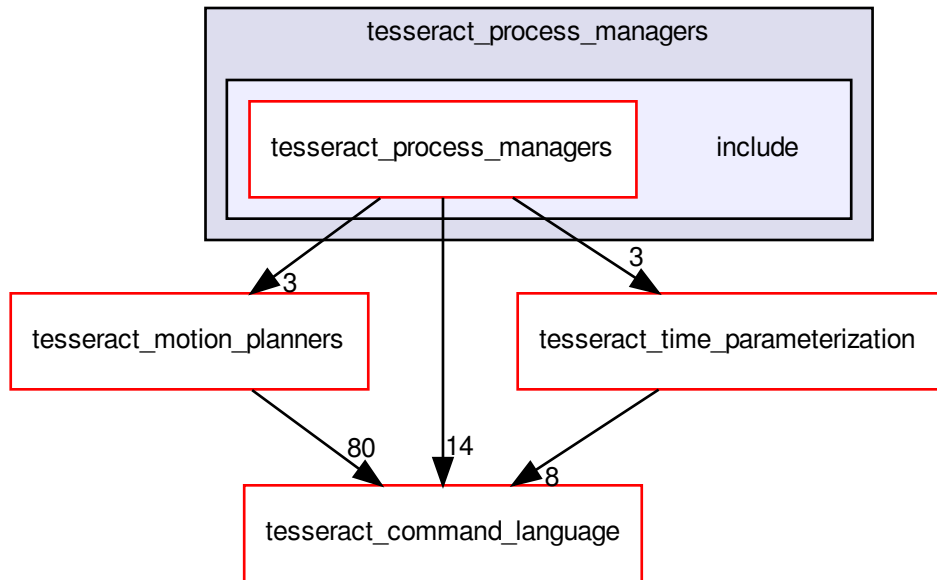 tesseract_process_managers
tesseract_process_managers
include
3
3
tesseract_motion_planners
tesseract_time_parameterization
80
14
8
tesseract_command_language